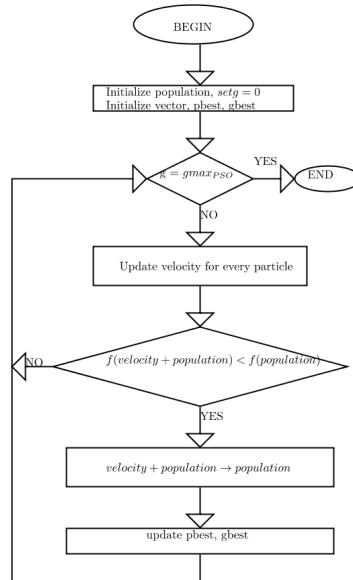 BEGIN
Initialize population, setg = 0
Initialize vector, pbest, gbest
g = gmax_PSO
YES
END
NO
Update velocity for every particle
f(velocity + population) < f(population)
NO
YES
velocity + population → population
update pbest, gbest